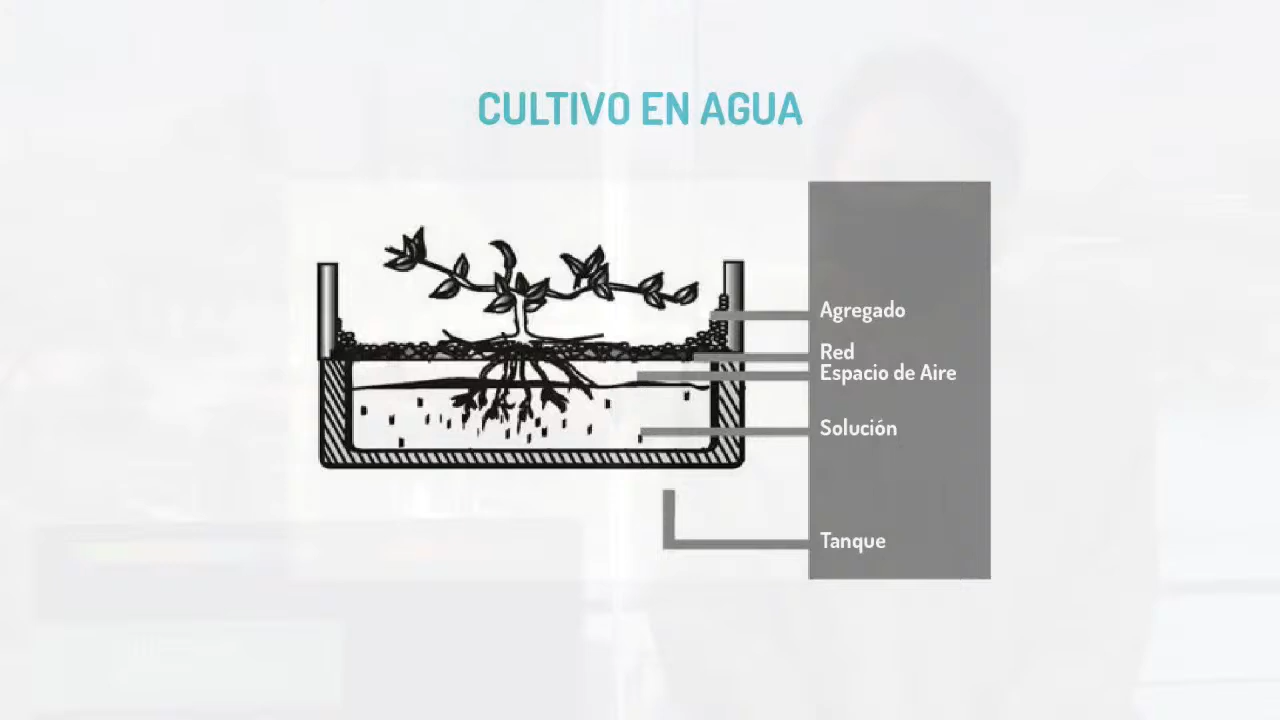 CULTIVO EN AGUA
Agregado
Red
Espacio de Aire
Solución
Tanque